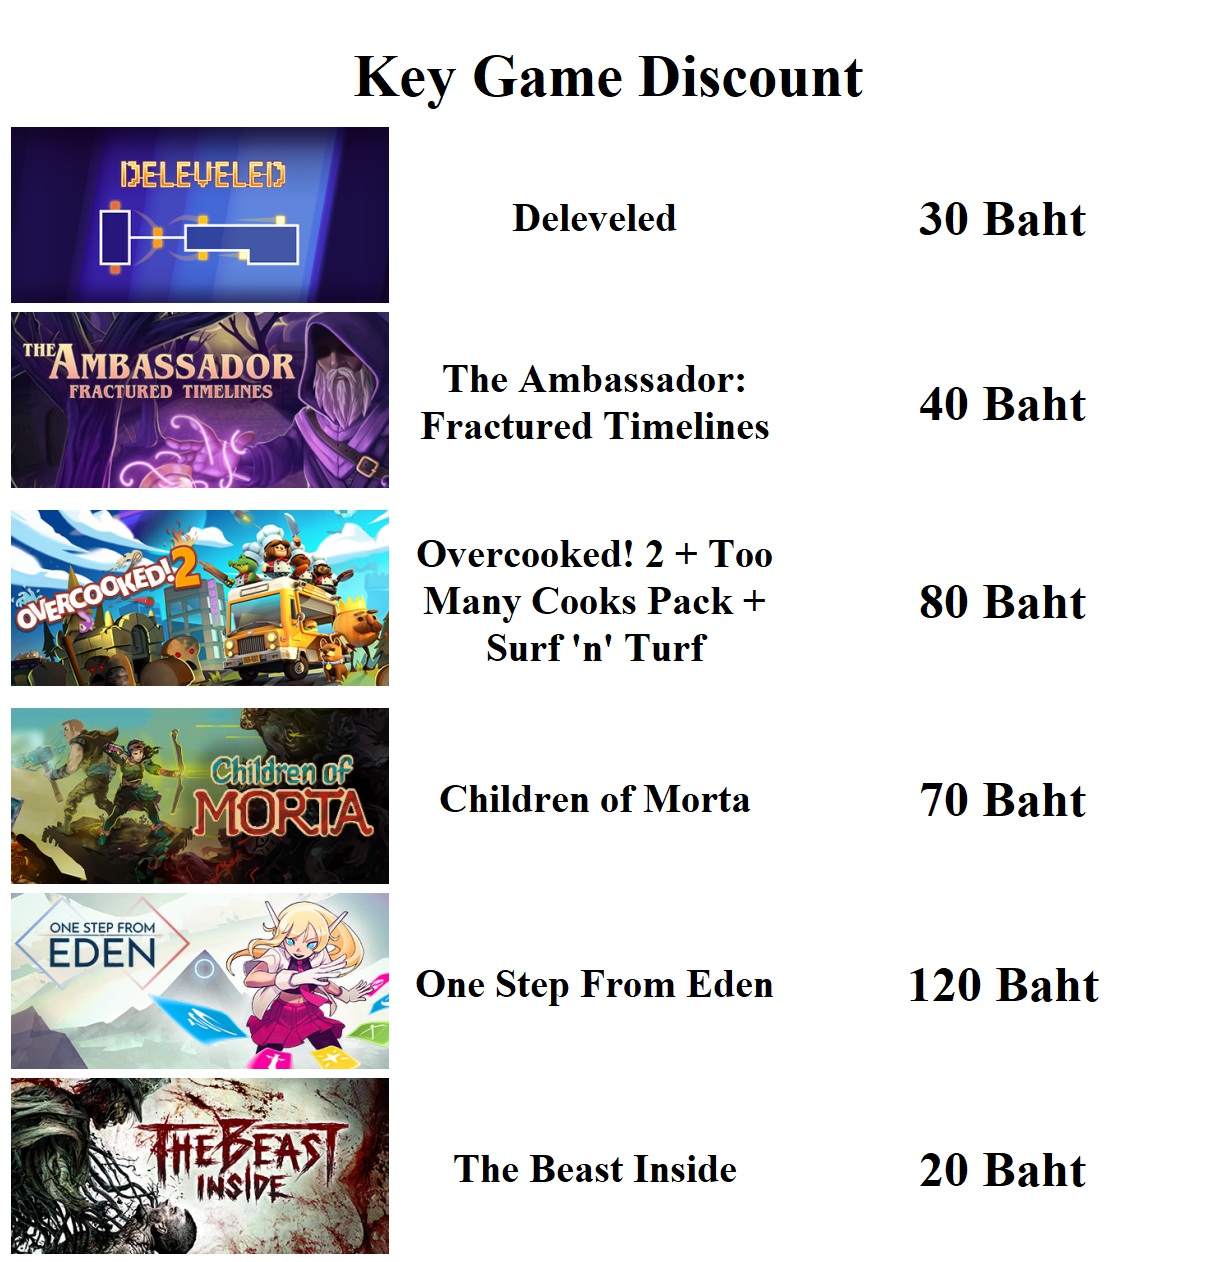 Key Game Discount
DELEVELED
Deleveled
30 Baht
THE AMBASSADOR
FRACTURED TIMELINES
The Ambassador:
Fractured Timelines
40 Baht
OVERCOOKED! 2
Overcooked! 2 + Too
Many Cooks Pack +
Surf 'n' Turf
80 Baht
Children of
MORTA
Children of Morta
70 Baht
ONE STEP FROM
EDEN
One Step From Eden
120 Baht
THE BEAST
INSIDE
The Beast Inside
20 Baht